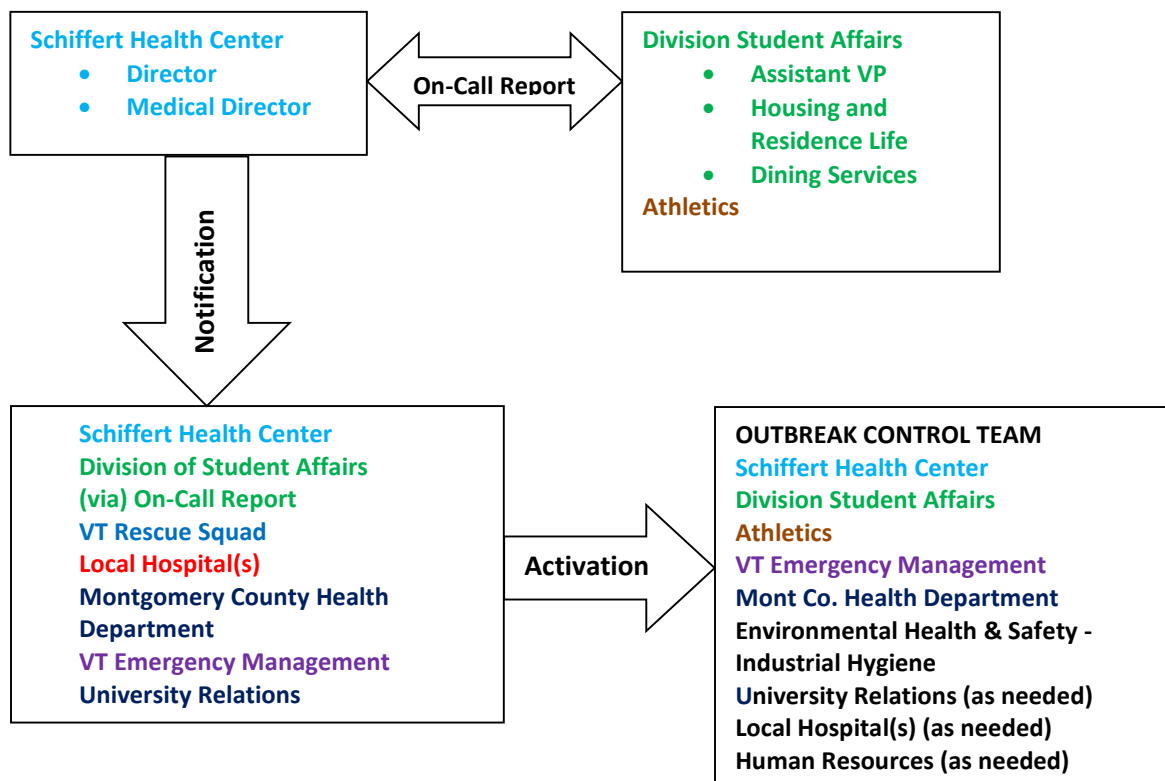 Schiffert Health Center
• Director
• Medical Director
On-Call Report
Division Student Affairs
• Assistant VP
• Housing and
Residence Life
• Dining Services
Athletics
Notification
Schiffert Health Center
Division of Student Affairs
(via) On-Call Report
VT Rescue Squad
Local Hospital(s)
Montgomery County Health
Department
VT Emergency Management
University Relations
Activation
OUTBREAK CONTROL TEAM
Schiffert Health Center
Division Student Affairs
Athletics
VT Emergency Management
Mont Co. Health Department
Environmental Health & Safety -
Industrial Hygiene
University Relations (as needed)
Local Hospital(s) (as needed)
Human Resources (as needed)